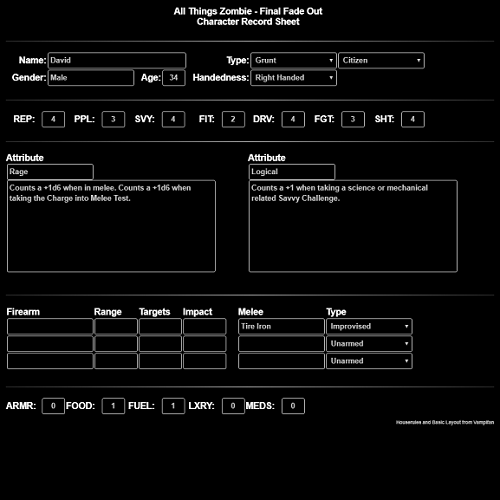 All Things Zombie - Final Fade Out
Character Record Sheet
Name: David Type: Grunt Citizen
Gender: Male Age: 34 Handedness: Right Handed
REP: 4 PPL: 3 SVY: 4 FIT: 2 DRV: 4 FGT: 3 SHT: 4
Attribute Attribute
Rage Logical
Counts a +1d6 when in melee. Counts a +1d6 when
taking the Charge into Melee Test.
Counts a +1 when taking a science or mechanical
related Savvy Challenge.
Firearm Range Targets Impact Melee Type
Tire Iron Improvised
Unarmed
Unarmed
ARMR: 0 FOOD: 1 FUEL: 1 LXRY: 0 MEDS: 0
Houserules and Basic Layout from Vampifan